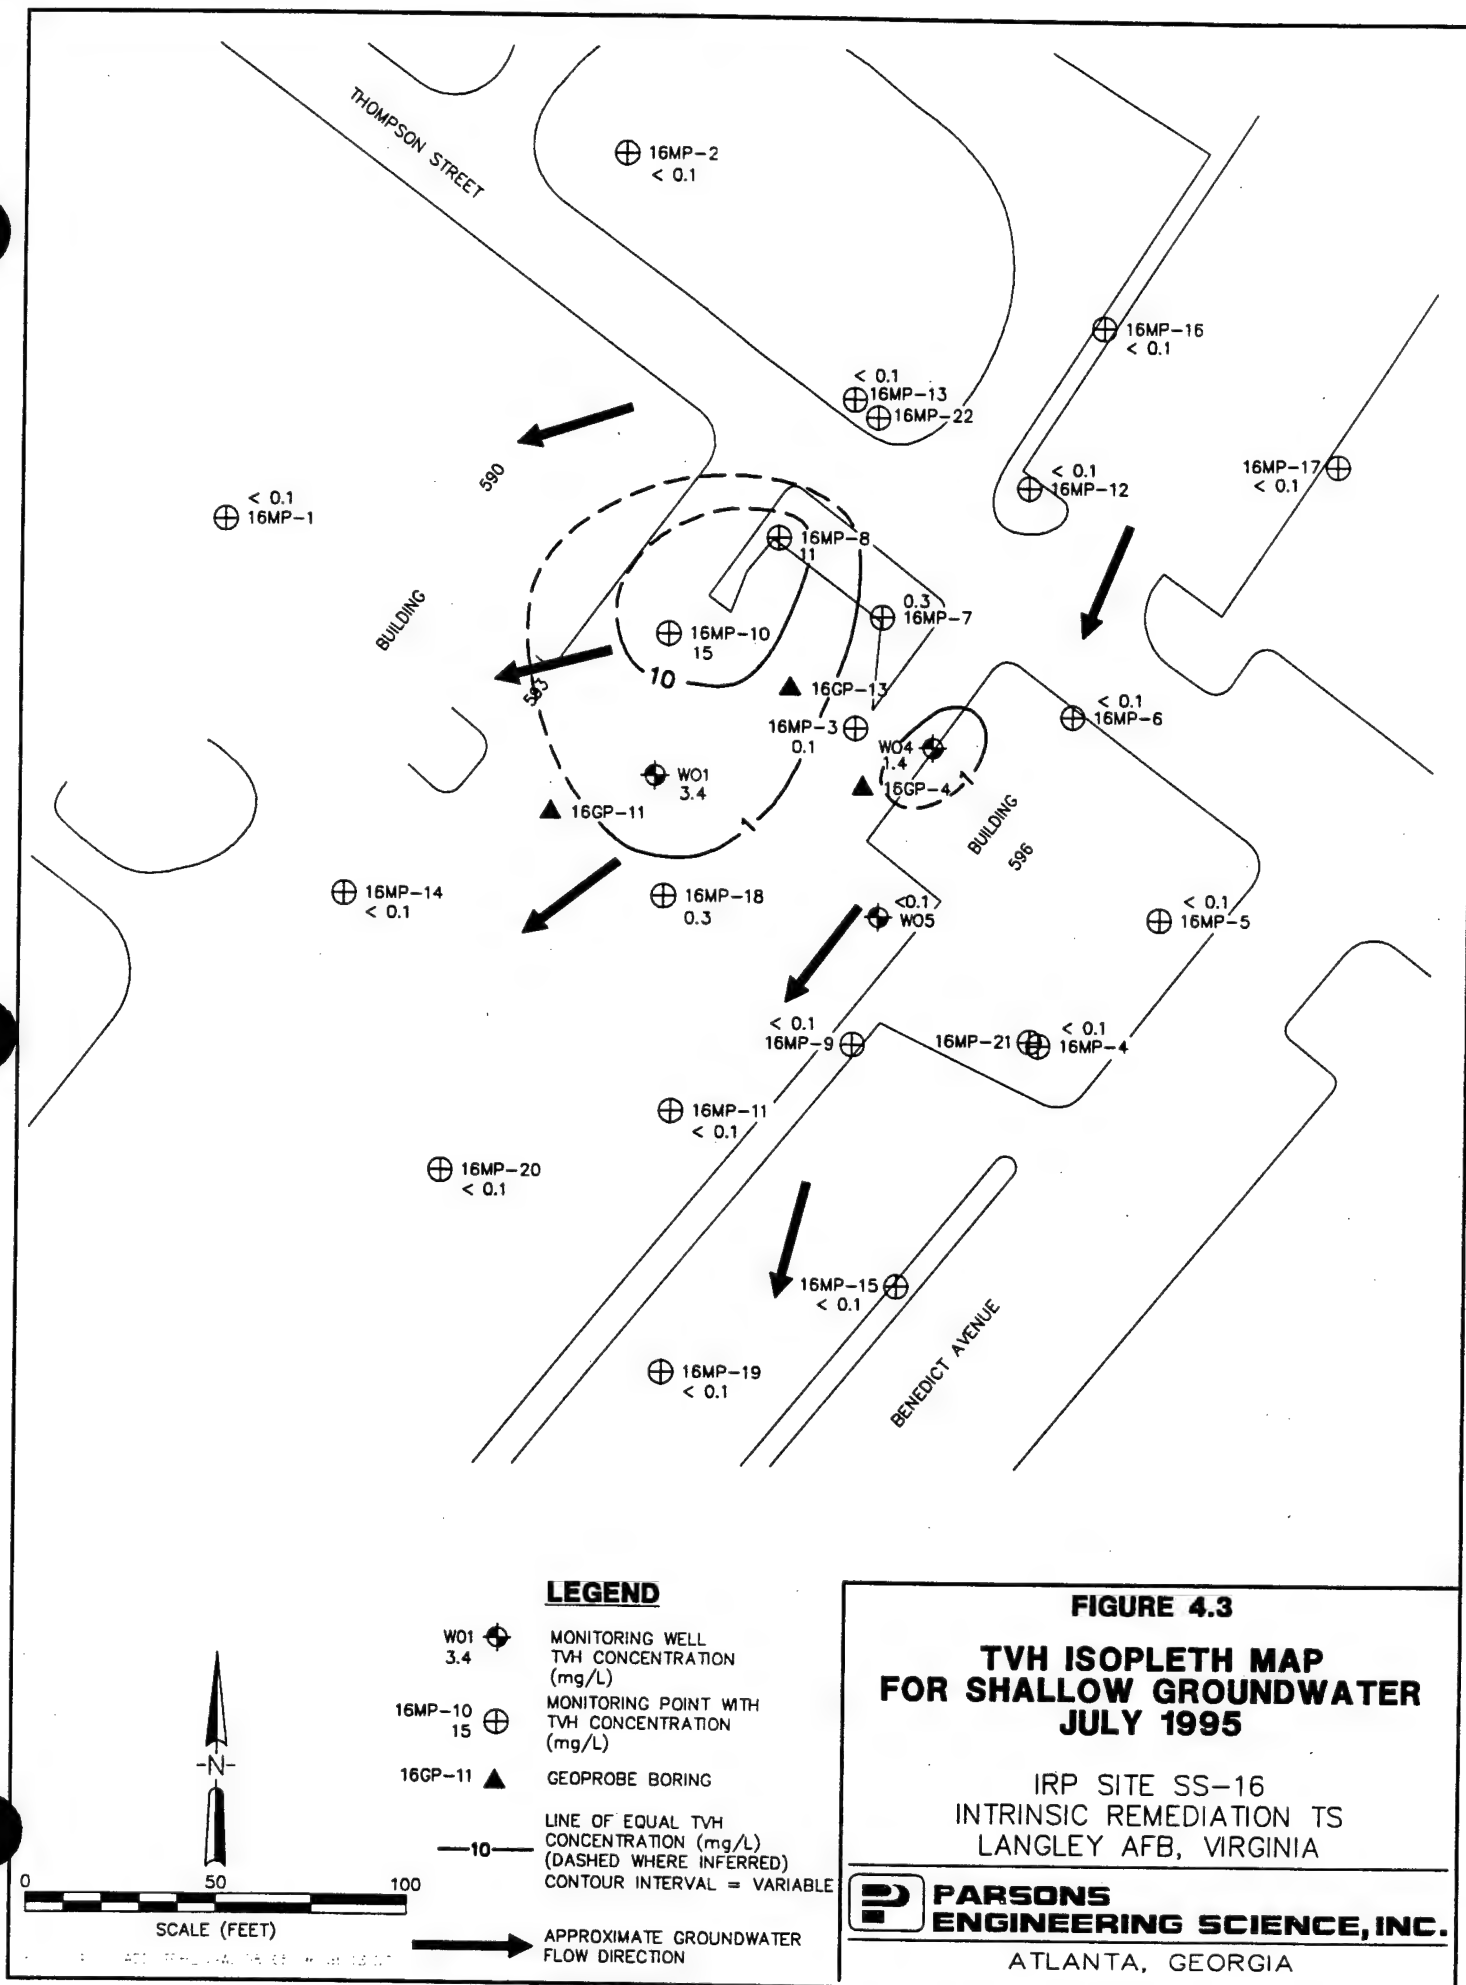 THOMPSON STREET
16MP-2
< 0.1
16MP-16
< 0.1
< 0.1
16MP-13
16MP-22
590
< 0.1
16MP-1
< 0.1
16MP-12
16MP-17
< 0.1
16MP-8
11
BUILDING
0.3
16MP-7
16MP-10
15
10
593
16GP-13
16MP-3
0.1
< 0.1
16MP-6
W04
1.4
1
16GP-4
W01
3.4
16GP-11
1
BUILDING
596
16MP-14
< 0.1
16MP-18
0.3
<0.1
W05
< 0.1
16MP-5
< 0.1
16MP-9
16MP-21
< 0.1
16MP-4
16MP-11
< 0.1
16MP-20
< 0.1
16MP-15
< 0.1
16MP-19
< 0.1
BENEDICT AVENUE
LEGEND
W01
3.4
MONITORING WELL
TVH CONCENTRATION
(mg/L)
16MP-10
15
MONITORING POINT WITH
TVH CONCENTRATION
(mg/L)
16GP-11
GEOPROBE BORING
10
LINE OF EQUAL TVH
CONCENTRATION (mg/L)
(DASHED WHERE INFERRED)
CONTOUR INTERVAL = VARIABLE
APPROXIMATE GROUNDWATER
FLOW DIRECTION
-N-
0 50 100
SCALE (FEET)
FIGURE 4.3
TVH ISOPLETH MAP
FOR SHALLOW GROUNDWATER
JULY 1995
IRP SITE SS-16
INTRINSIC REMEDIATION TS
LANGLEY AFB, VIRGINIA
PARSONS
ENGINEERING SCIENCE, INC.
ATLANTA, GEORGIA